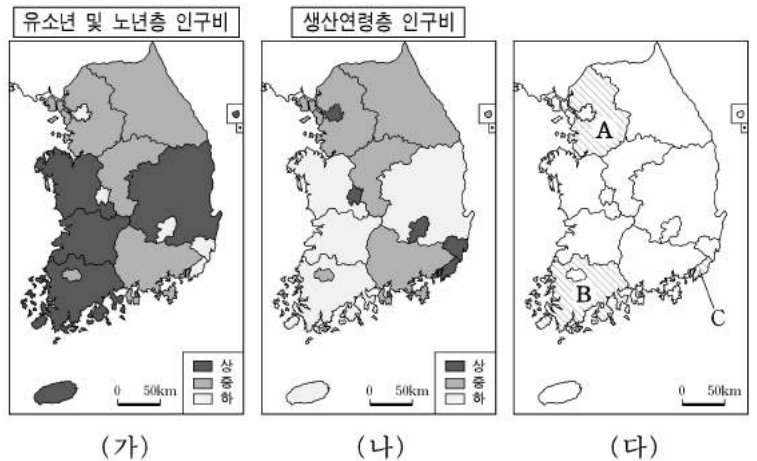 유소년 및 노년층 인구비
생산연령층 인구비
A
B
C
상
중
하
0 50km
상
중
하
0 50km
0 50km
(가)
(나)
(다)